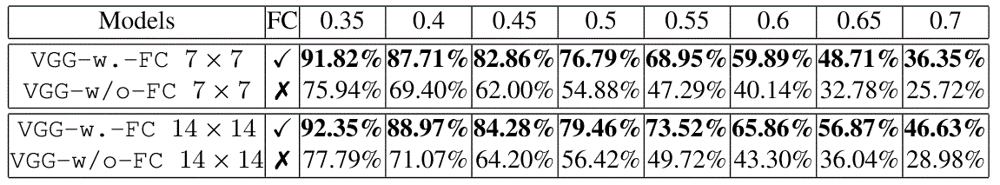 Models FC 0.35 0.4 0.45 0.5 0.55 0.6 0.65 0.7
VGG-w.-FC 7 × 7 ✓ 91.82% 87.71% 82.86% 76.79% 68.95% 59.89% 48.71% 36.35%
VGG-w/o-FC 7 × 7 ✗ 75.94% 69.40% 62.00% 54.88% 47.29% 40.14% 32.78% 25.72%
VGG-w.-FC 14 × 14 ✓ 92.35% 88.97% 84.28% 79.46% 73.52% 65.86% 56.87% 46.63%
VGG-w/o-FC 14 × 14 ✗ 77.79% 71.07% 64.20% 56.42% 49.72% 43.30% 36.04% 28.98%